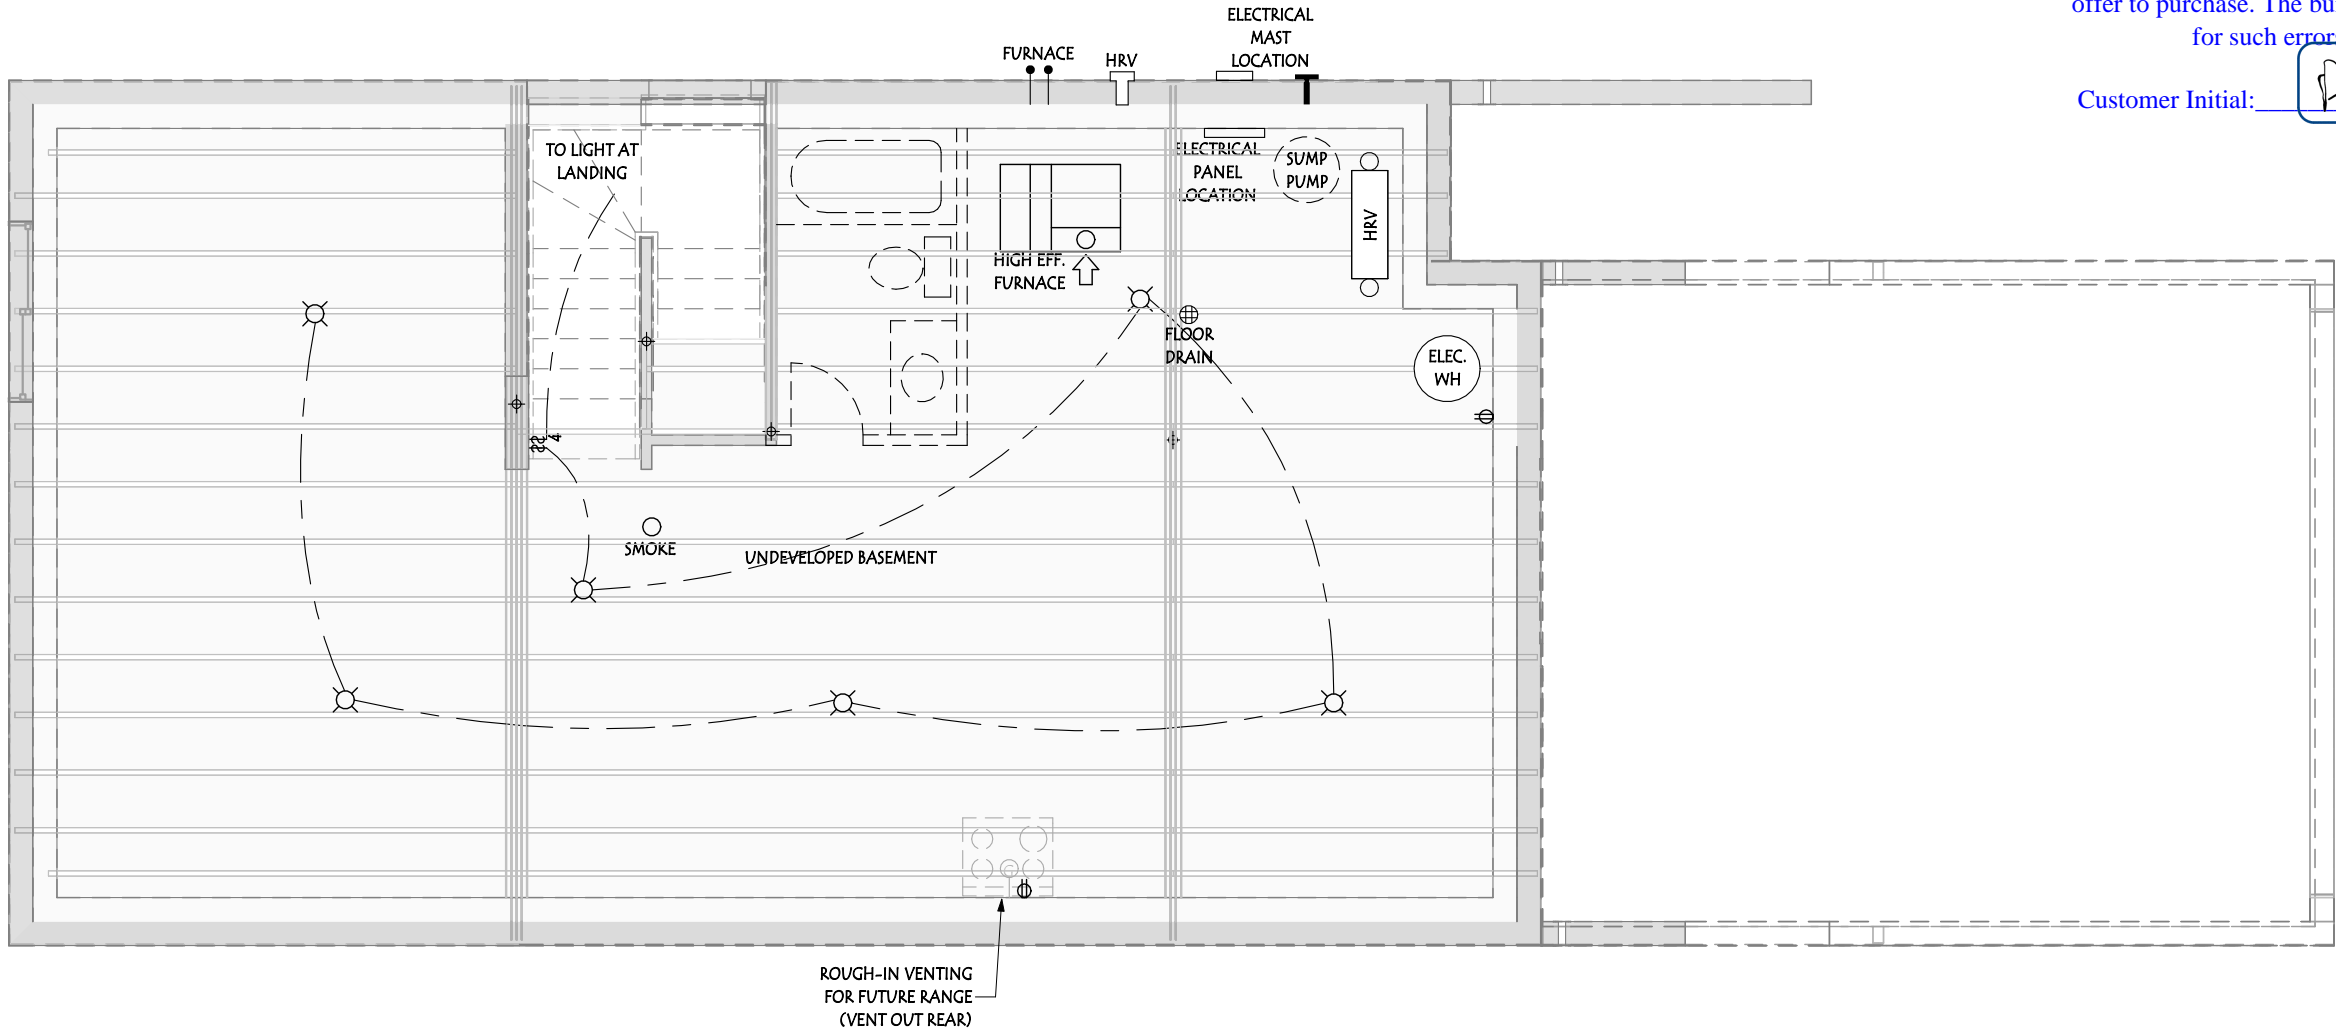 offer to purchase. The
for such
Customer Initial:
ELECTRICAL
MAST
LOCATION
FURNACE
HRV
TO LIGHT AT
LANDING
ELECTRICAL
PANEL
LOCATION
SUMP
PUMP
HRV
HIGH EFF.
FURNACE
FLOOR
DRAIN
ELEC.
WH
SS
4
SMOKE
UNDEVELOPED BASEMENT
ROUGH-IN VENTING
FOR FUTURE RANGE
(VENT OUT REAR)